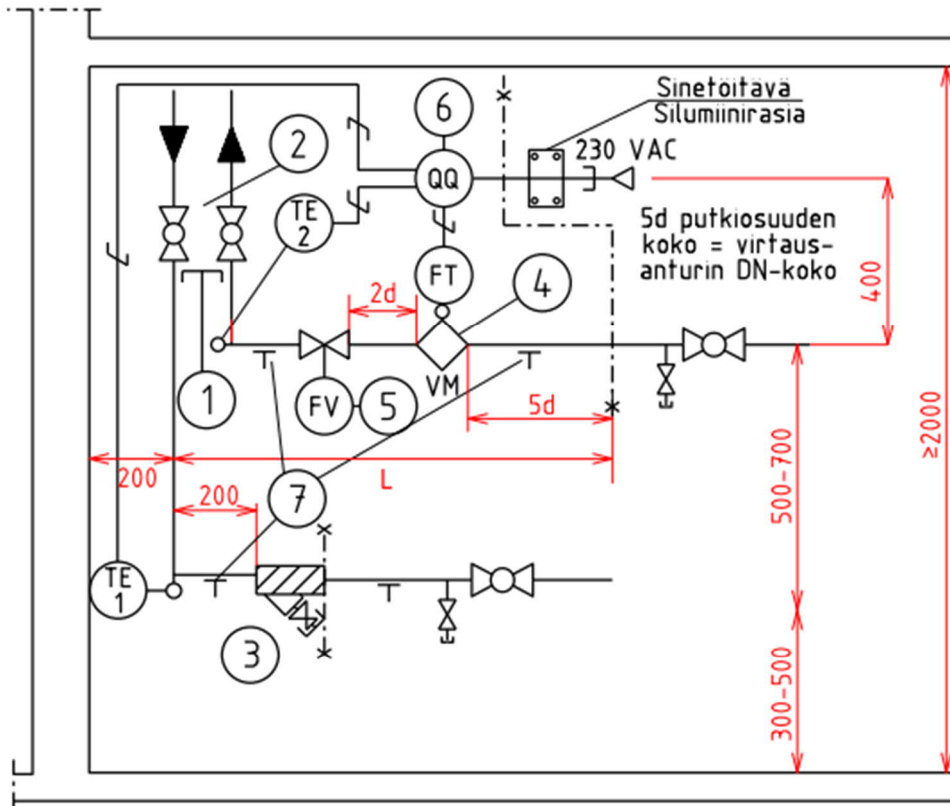 6
Sinetöitävä
Silumiinirasia
2
QQ
230 VAC
TE
2
5d putkiosuuden
koko = virtaus-
anturin DN-koko
FT
4
400
2d
1
VM
FV
5
5d
≥2000
200
L
7
200
500-700
TE
1
3
300-500